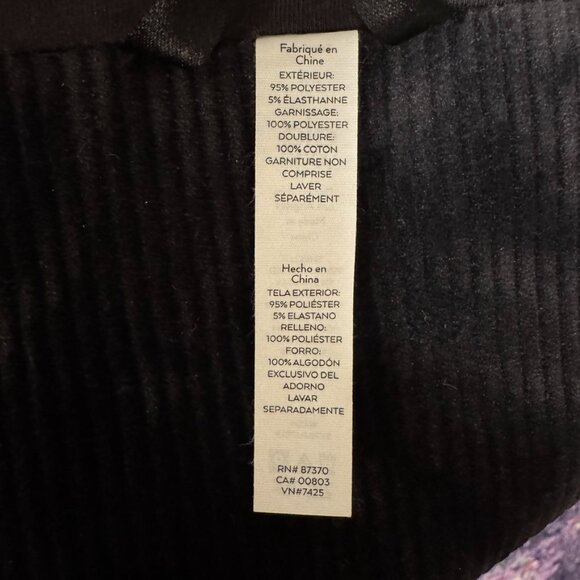 Fabriqué en
Chine
EXTÉRIEUR:
95% POLYESTER
5% ÉLASTHANNE
GARNISSAGE:
100% POLYESTER
DOUBLURE:
100% COTON
GARNITURE NON
COMPRISE
LAVER
SÉPARÉMENT
Hecho en
China
TELA EXTERIOR:
95% POLIÉSTER
5% ELASTANO
RELLENO:
100% POLIÉSTER
FORRO:
100% ALGODÓN
EXCLUSIVO DEL
ADORNO
LAVAR
SEPARADAMENTE
RN# 87370
CA# 00803
VN#7425